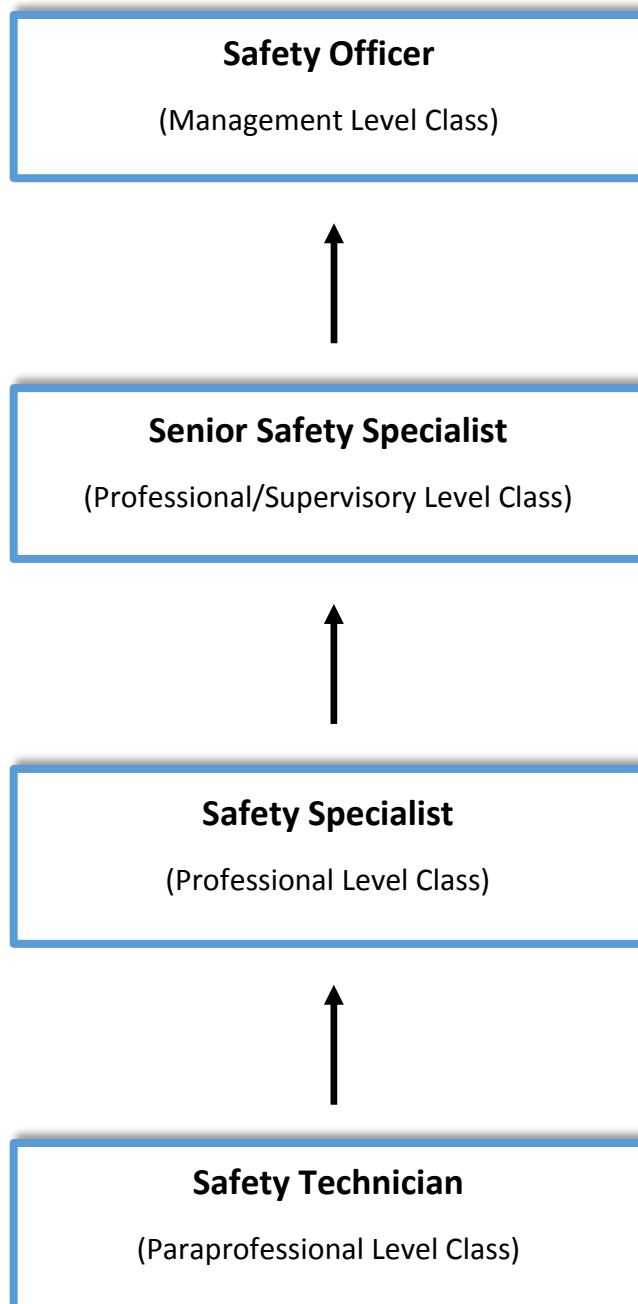 Safety Officer
(Management Level Class)
Senior Safety Specialist
(Professional/Supervisory Level Class)
Safety Specialist
(Professional Level Class)
Safety Technician
(Paraprofessional Level Class)